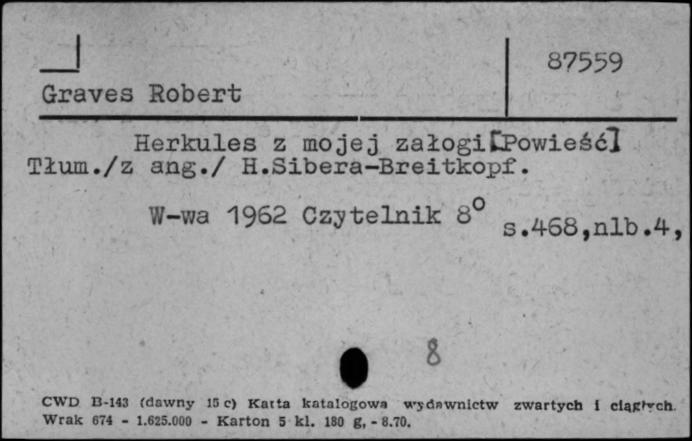 87559
Graves Robert
Herkules z mojej załogi[Powieść]
Tłum./z ang./ H.Sibera-Breitkopf.
W-wa 1962 Czytelnik 8° s.468,nlb.4,
8
CWD B-143 (dawny 15 c) Karta katalogowa wydawnictw zwartych i ciągłych.
Wrak 674 - 1.625.000 - Karton 5 kl. 180 g, - 8.70.